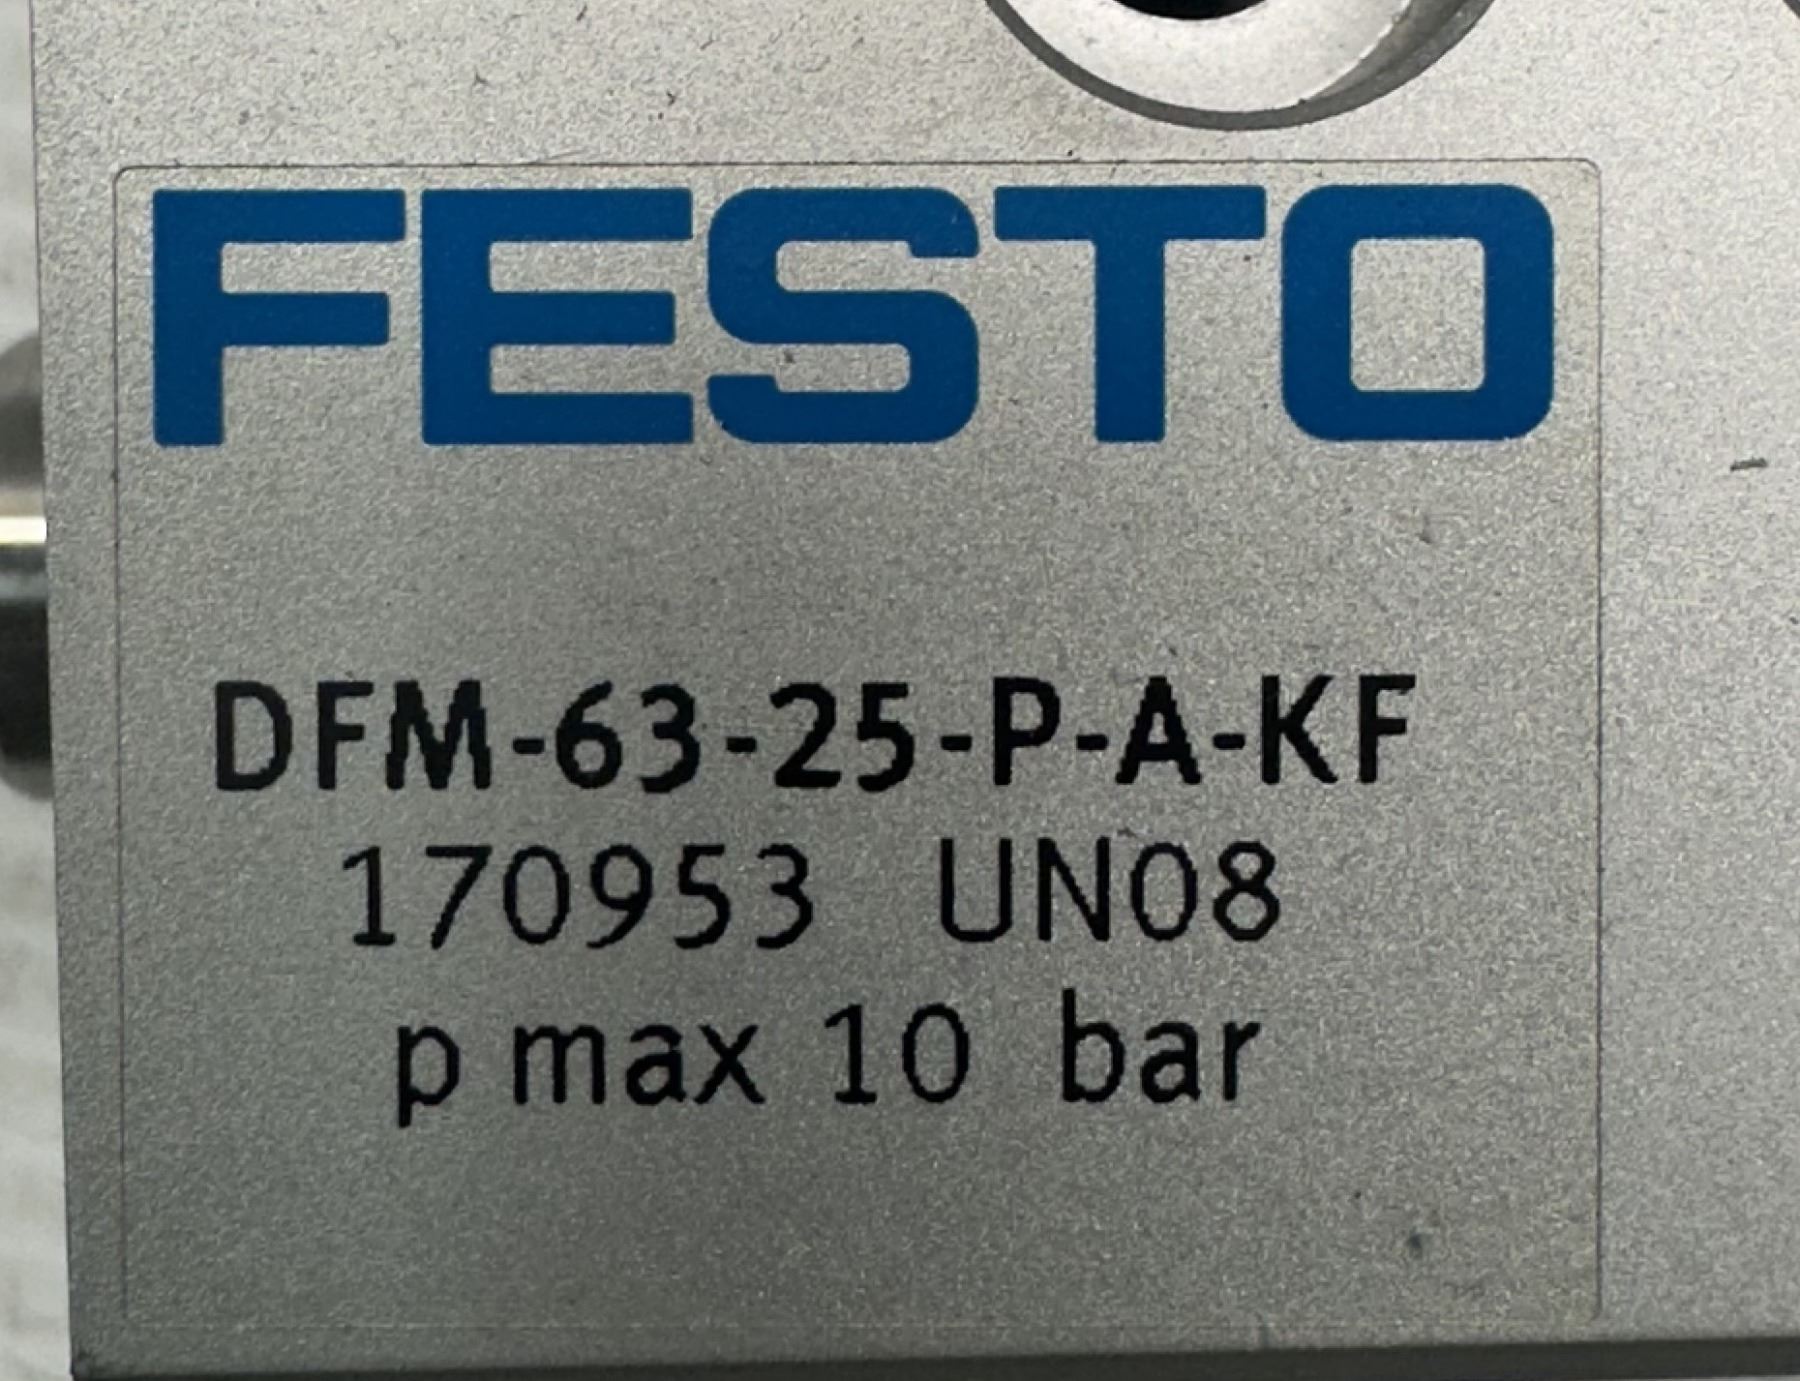 FESTO
DFM-63-25-P-A-KF
170953 UN08
p max 10 bar